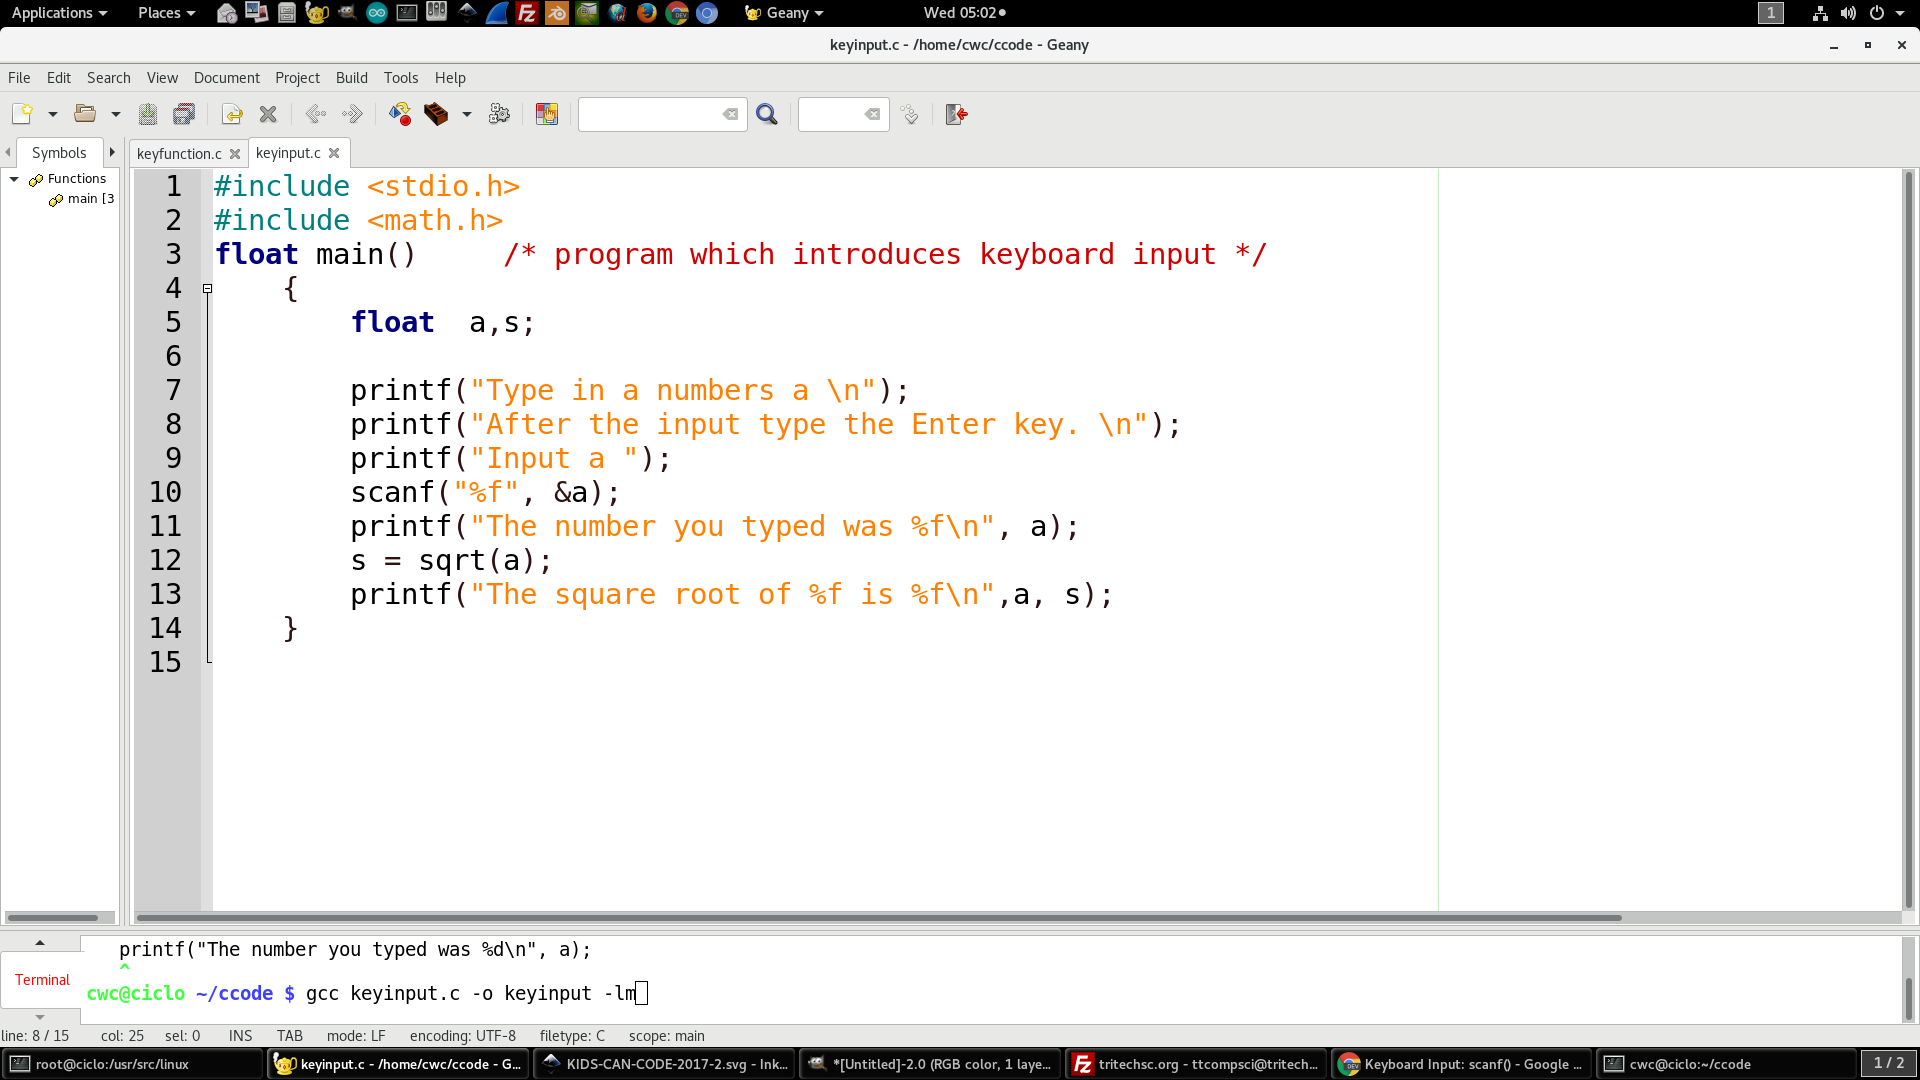 Applications Places Geany Wed 05:02 1
keyinput.c - /home/cwc/ccode - Geany
File Edit Search View Document Project Build Tools Help
Symbols keyfunction.c keyinput.c
Functions
main [3
1 #include <stdio.h>
2 #include <math.h>
3 float main() /* program which introduces keyboard input */
4 {
5 float a,s;
6
7 printf("Type in a numbers a \n");
8 printf("After the input type the Enter key. \n");
9 printf("Input a ");
10 scanf("%f", &a);
11 printf("The number you typed was %f\n", a);
12 s = sqrt(a);
13 printf("The square root of %f is %f\n",a, s);
14 }
15
printf("The number you typed was %d\n", a);
^
Terminal
cwc@ciclo ~/ccode $ gcc keyinput.c -o keyinput -lm
line: 8 / 15 col: 25 sel: 0 INS TAB mode: LF encoding: UTF-8 filetype: C scope: main
root@ciclo:/usr/src/linux keyinput.c - /home/cwc/ccode - G... KIDS-CAN-CODE-2017-2.svg - Ink... *[Untitled]-2.0 (RGB color, 1 laye... tritechsc.org - ttcompsci@tritech... Keyboard Input: scanf() - Google ... cwc@ciclo:~/ccode 1 / 2